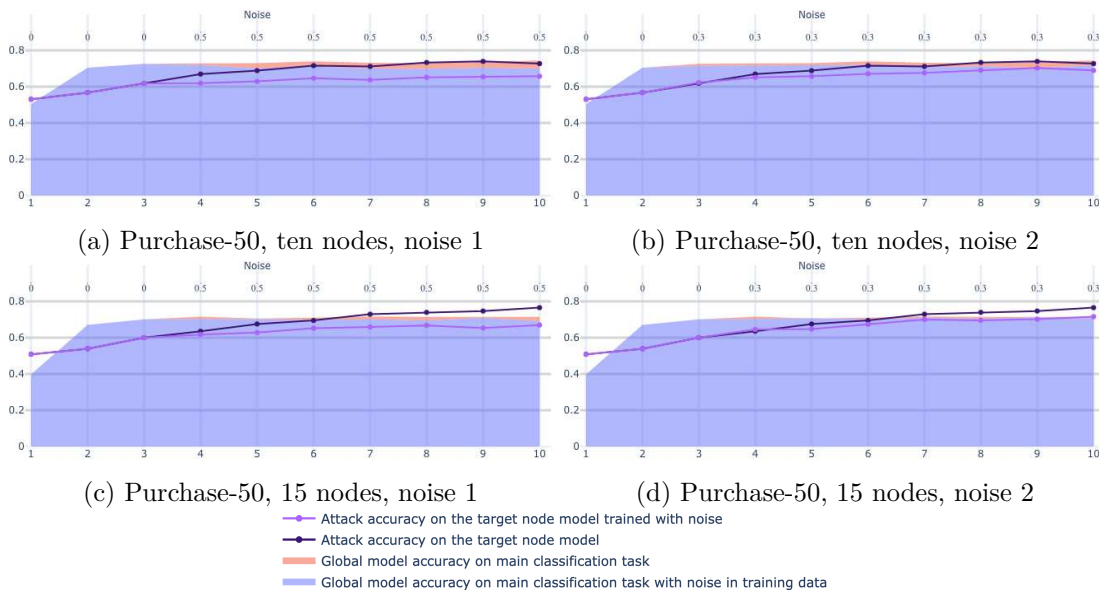 Noise
0 0 0 0.5 0.5 0.5 0.5 0.5 0.5 0.5
0.8
0.6
0.4
0.2
0
1 2 3 4 5 6 7 8 9 10
(a) Purchase-50, ten nodes, noise 1
Noise
0 0 0 0.3 0.3 0.3 0.3 0.3 0.3 0.3
0.8
0.6
0.4
0.2
0
1 2 3 4 5 6 7 8 9 10
(b) Purchase-50, ten nodes, noise 2
Noise
0 0 0 0.5 0.5 0.5 0.5 0.5 0.5 0.5
0.8
0.6
0.4
0.2
0
1 2 3 4 5 6 7 8 9 10
(c) Purchase-50, 15 nodes, noise 1
Noise
0 0 0 0.3 0.3 0.3 0.3 0.3 0.3 0.3
0.8
0.6
0.4
0.2
0
1 2 3 4 5 6 7 8 9 10
(d) Purchase-50, 15 nodes, noise 2
Attack accuracy on the target node model trained with noise
Attack accuracy on the target node model
Global model accuracy on main classification task
Global model accuracy on main classification task with noise in training data